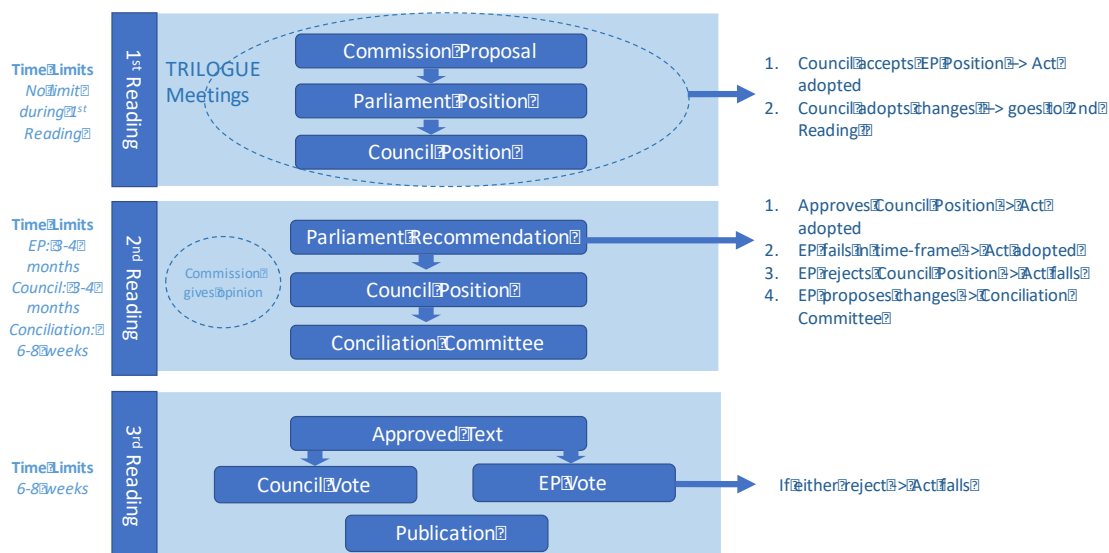 1st Reading
Time Limits
No limit
during 1st
Reading
TRILOGUE
Meetings
Commission Proposal
Parliament Position
Council Position
1. Council accepts EP Position -> Act
adopted
2. Council adopts changes -> goes to 2nd
Reading
2nd Reading
Time Limits
EP: 3-4
months
Council: 3-4
months
Conciliation:
6-8 weeks
Commission
gives opinion
Parliament Recommendation
Council Position
Conciliation Committee
1. Approves Council Position -> Act
adopted
2. EP fails in time-frame -> Act adopted
3. EP rejects Council Position -> Act falls
4. EP proposes changes -> Conciliation
Committee
3rd Reading
Time Limits
6-8 weeks
Approved Text
Council Vote
EP Vote
Publication
If either reject -> Act falls